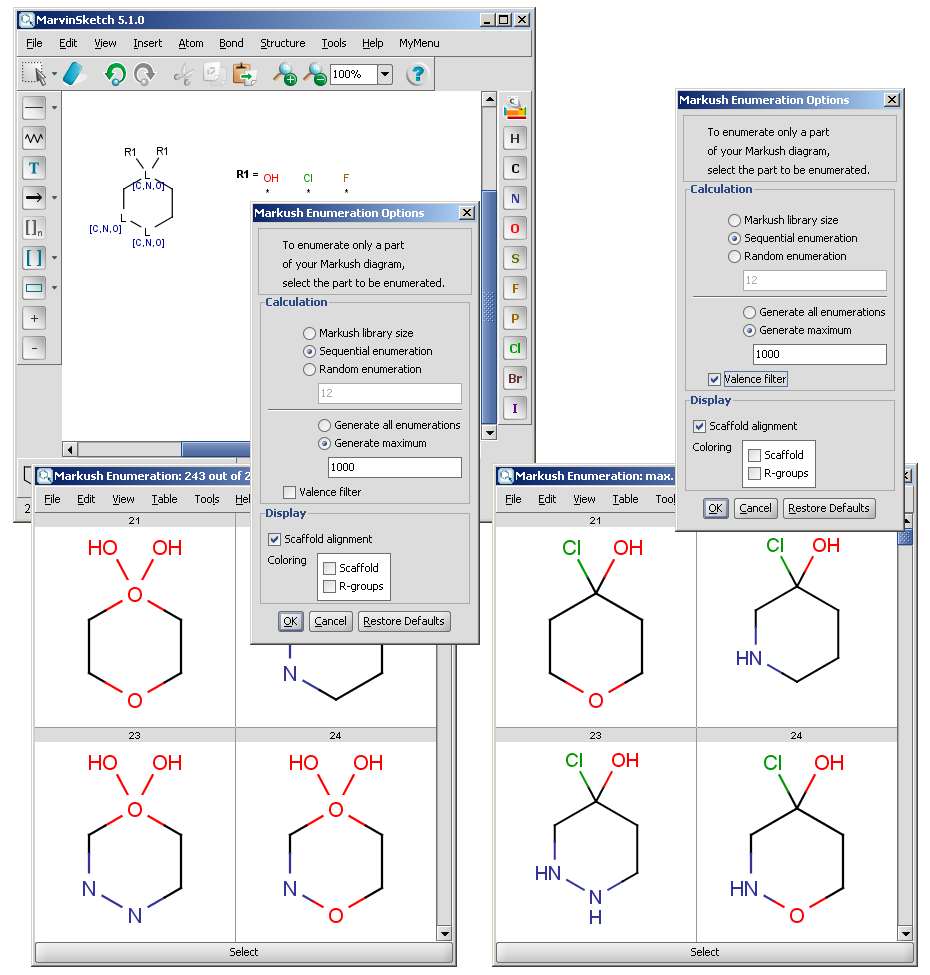 MarvinSketch 5.1.0
File Edit View Insert Atom Bond Structure Tools Help MyMenu
100%
R1 R1
L
[C,N,O]
L
[C,N,O]
L
[C,N,O]
R1 = OH Cl F
* * *
T
[ ]n
[ ]
+
-
C
H
C
N
O
S
F
P
Cl
Br
I
2
Markush Enumeration Options
To enumerate only a part
of your Markush diagram,
select the part to be enumerated.
Calculation
Markush library size
Sequential enumeration
Random enumeration
12
Generate all enumerations
Generate maximum
1000
Valence filter
Display
Scaffold alignment
Coloring
Scaffold
R-groups
OK Cancel Restore Defaults
Markush Enumeration Options
To enumerate only a part
of your Markush diagram,
select the part to be enumerated.
Calculation
Markush library size
Sequential enumeration
Random enumeration
12
Generate all enumerations
Generate maximum
1000
Valence filter
Display
Scaffold alignment
Coloring
Scaffold
R-groups
OK Cancel Restore Defaults
Markush Enumeration: 243 out of 2
File Edit View Table Tools He
21
HO OH
O
O
N
23 24
HO OH
O
N
N
HO OH
O
N
O
Select
Markush Enumeration: max.
File Edit View Table Too
21
Cl OH
O
Cl OH
HN
23 24
Cl OH
HN
N
H
Cl OH
HN
O
Select